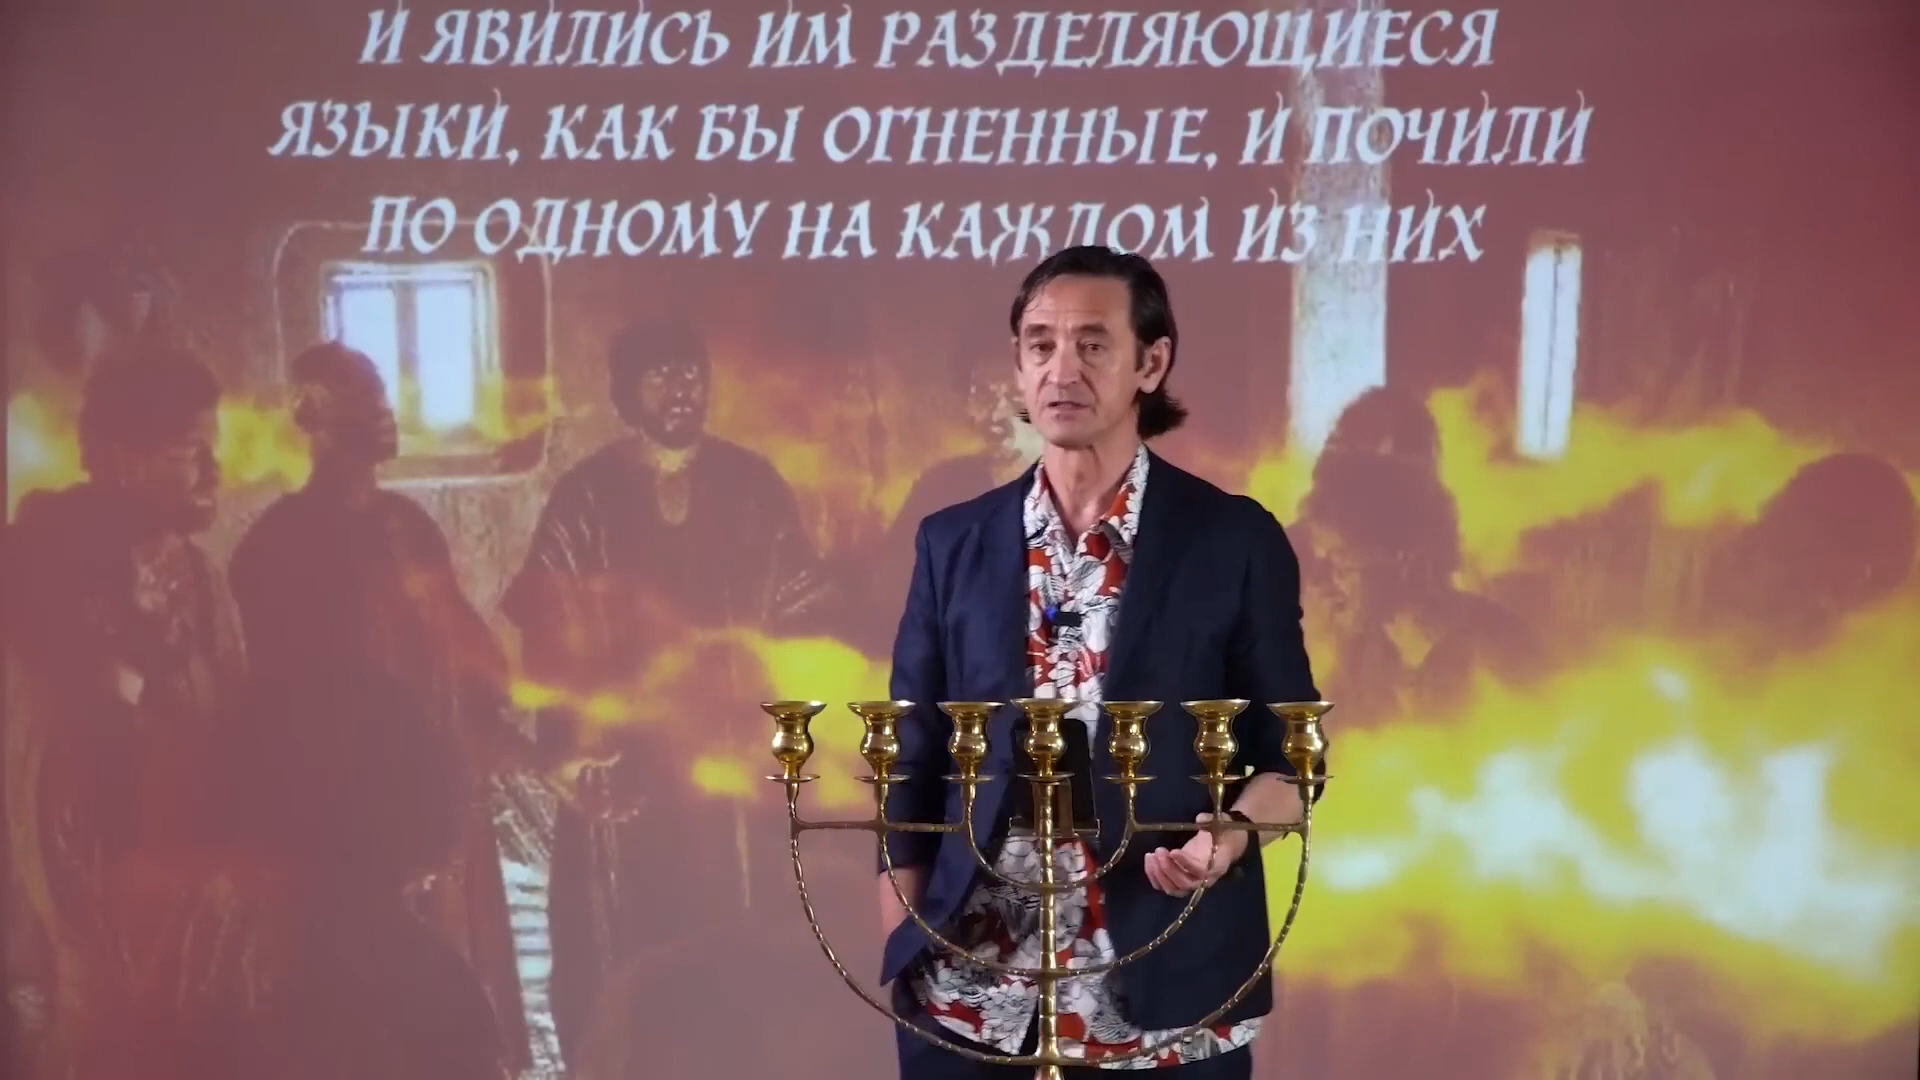 И ЯВИЛИСЬ ИМ РАЗДЕЛЯЮЩИЕСЯ
ЯЗЫКИ, КАК БЫ ОГНЕННЫЕ, И ПОЧИЛИ
ПО ОДНОМУ НА КАЖДОМ ИЗ НИХ